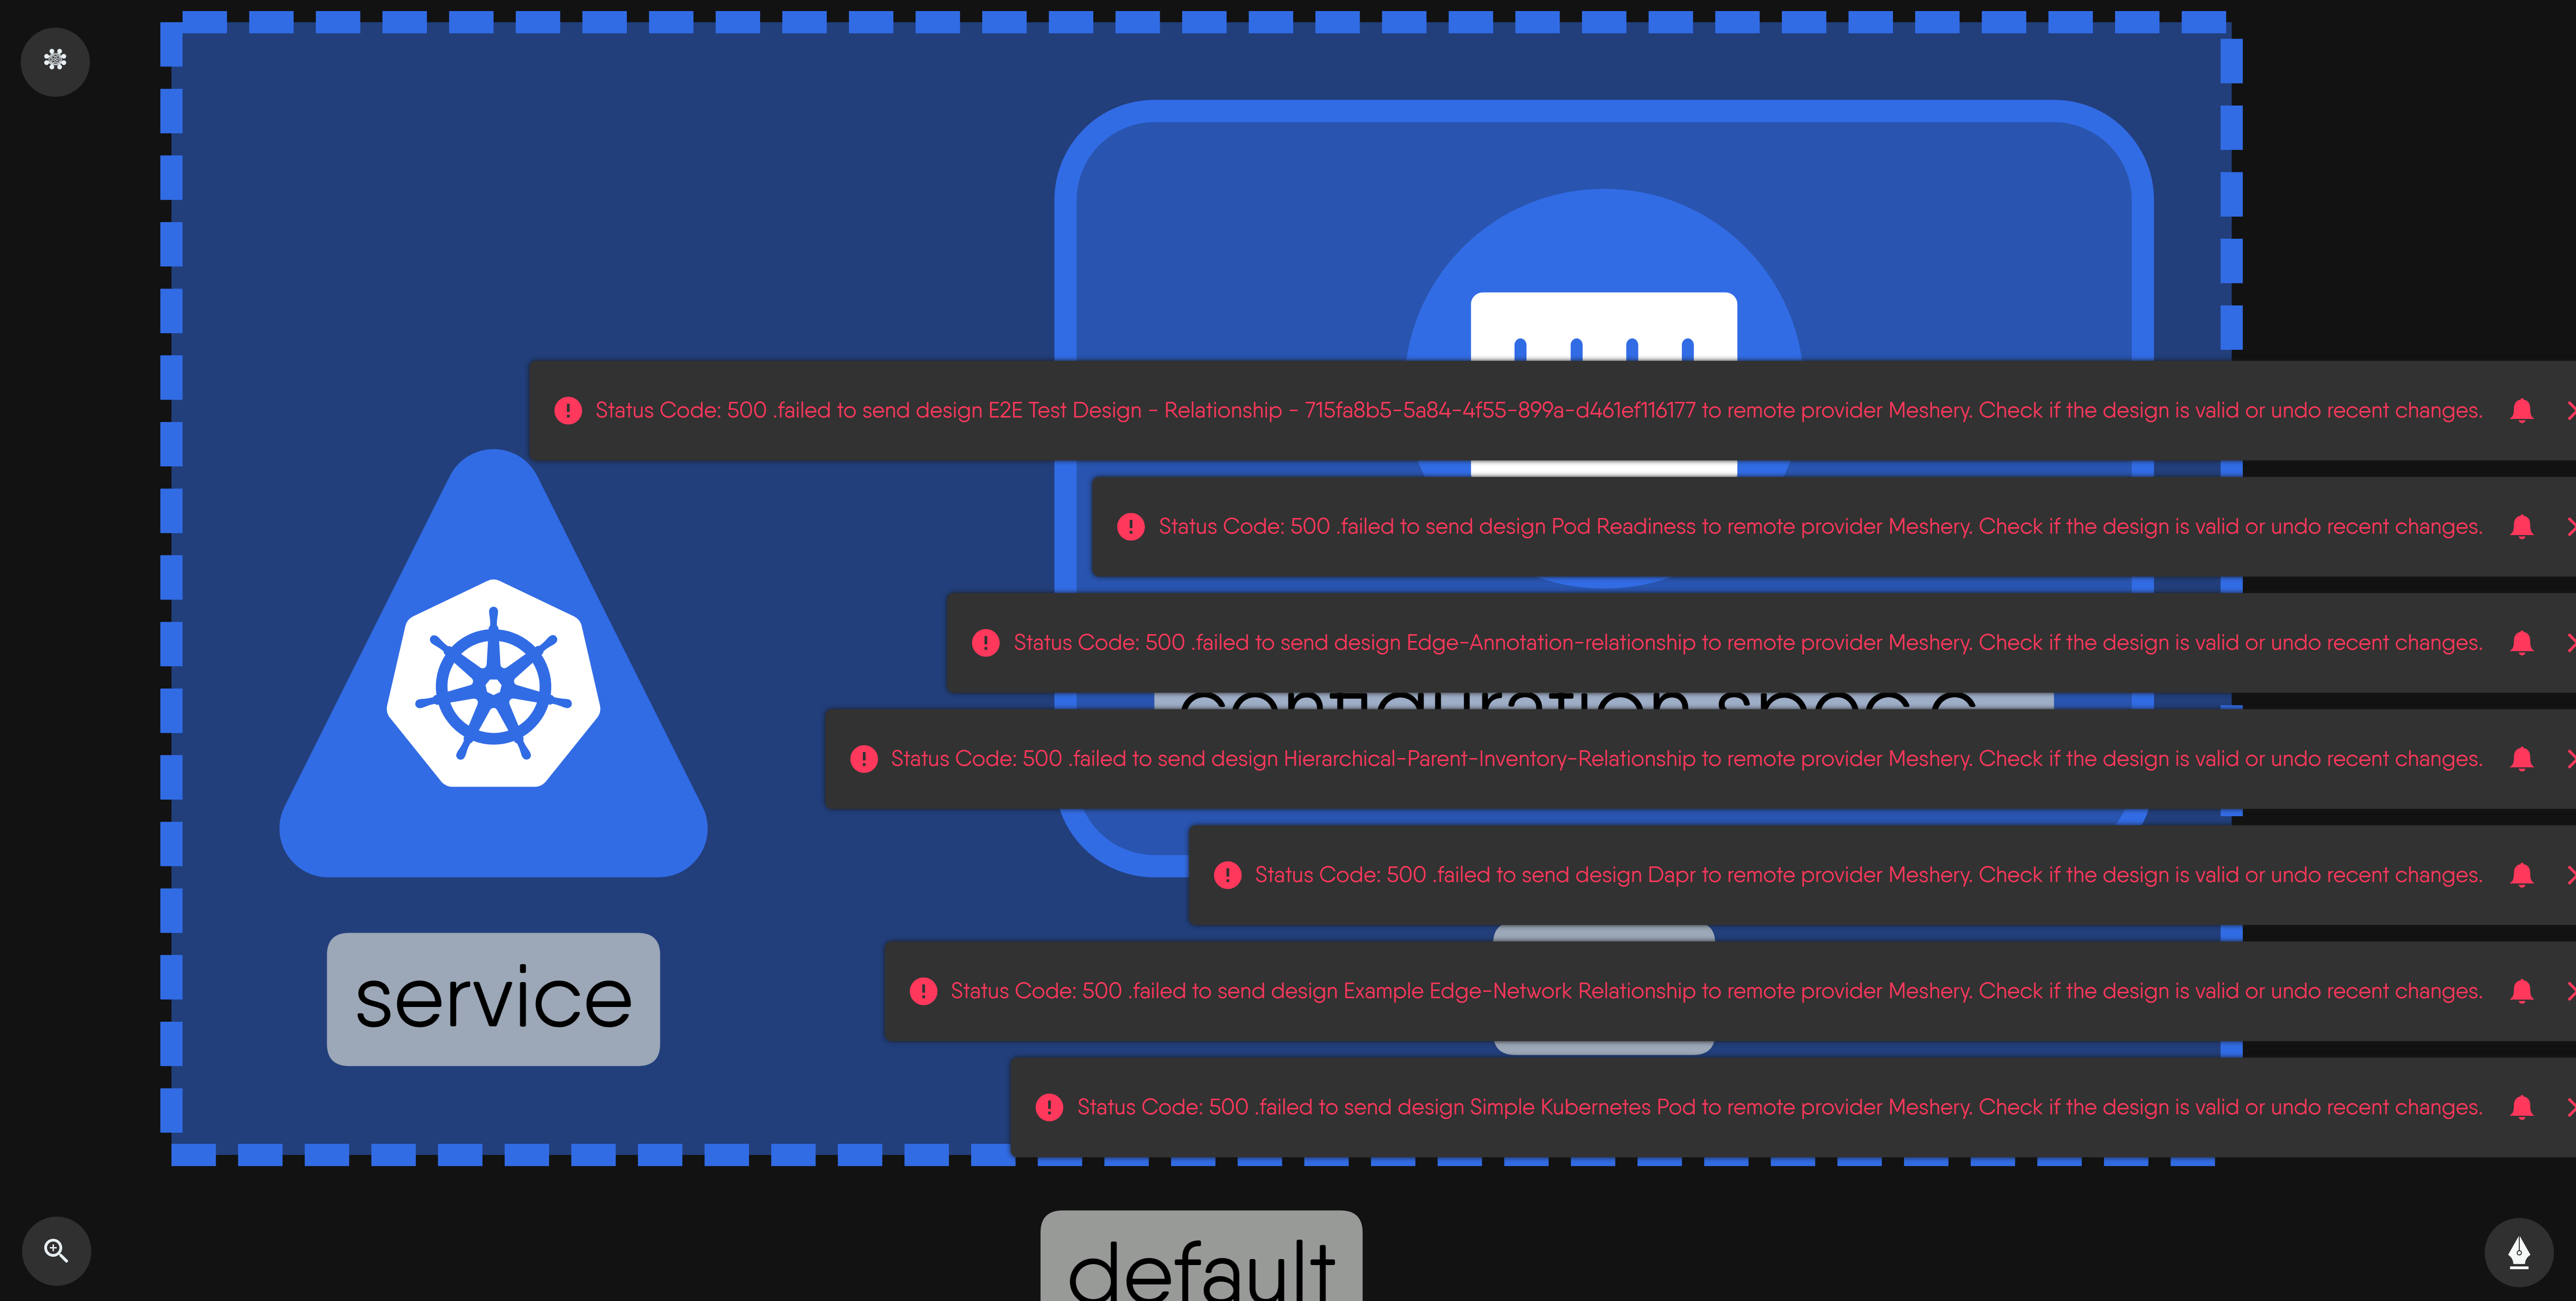 Status Code: 500 .failed to send design E2E Test Design - Relationship - 715fa8b5-5a84-4f55-899a-d461ef116177 to remote provider Meshery. Check if the design is valid or undo recent changes.
Status Code: 500 .failed to send design Pod Readiness to remote provider Meshery. Check if the design is valid or undo recent changes.
Status Code: 500 .failed to send design Edge-Annotation-relationship to remote provider Meshery. Check if the design is valid or undo recent changes.
configuration spec c
Status Code: 500 .failed to send design Hierarchical-Parent-Inventory-Relationship to remote provider Meshery. Check if the design is valid or undo recent changes.
Status Code: 500 .failed to send design Dapr to remote provider Meshery. Check if the design is valid or undo recent changes.
service
Status Code: 500 .failed to send design Example Edge-Network Relationship to remote provider Meshery. Check if the design is valid or undo recent changes.
Status Code: 500 .failed to send design Simple Kubernetes Pod to remote provider Meshery. Check if the design is valid or undo recent changes.
default